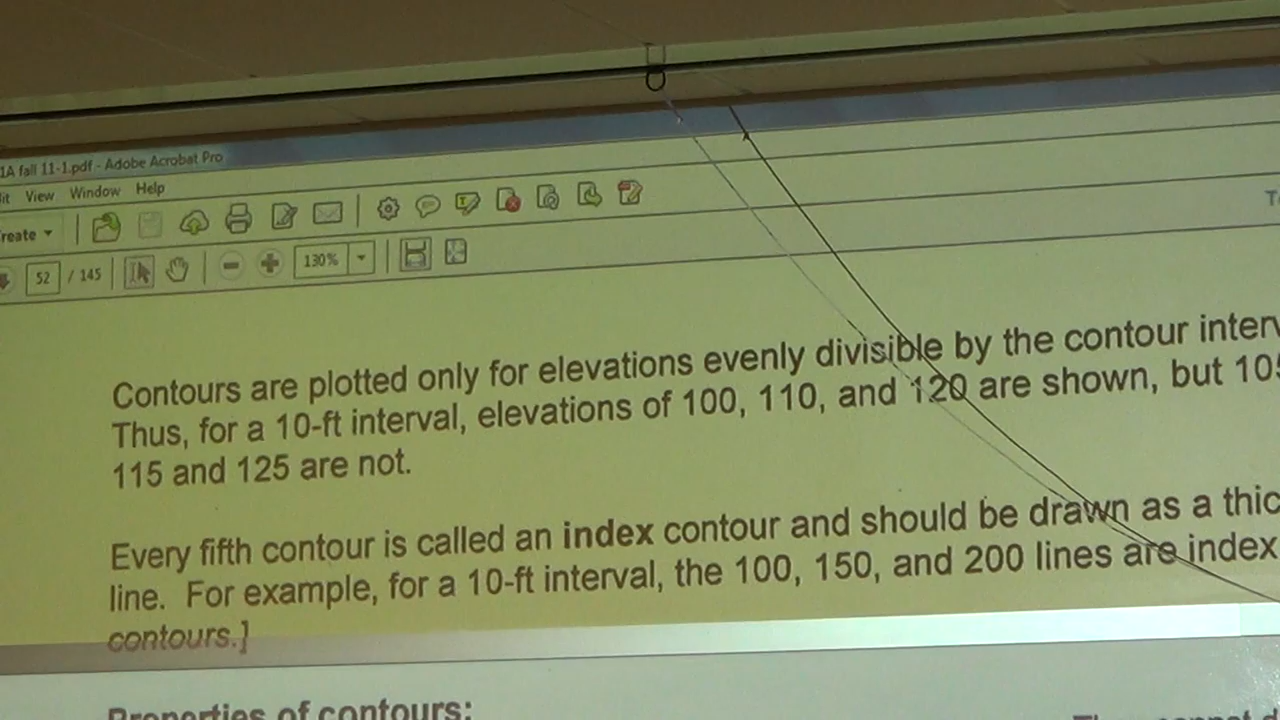 1A fall 11-1.pdf - Adobe Acrobat Pro
View Window Help
52 / 145 130%
Contours are plotted only for elevations evenly divisible by the contour
Thus, for a 10-ft interval, elevations of 100, 110, and 120 are shown, but
115 and 125 are not.
Every fifth contour is called an index contour and should be drawn as a
line. For example, for a 10-ft interval, the 100, 150, and 200 lines are index
contours.]
Properties of contours: